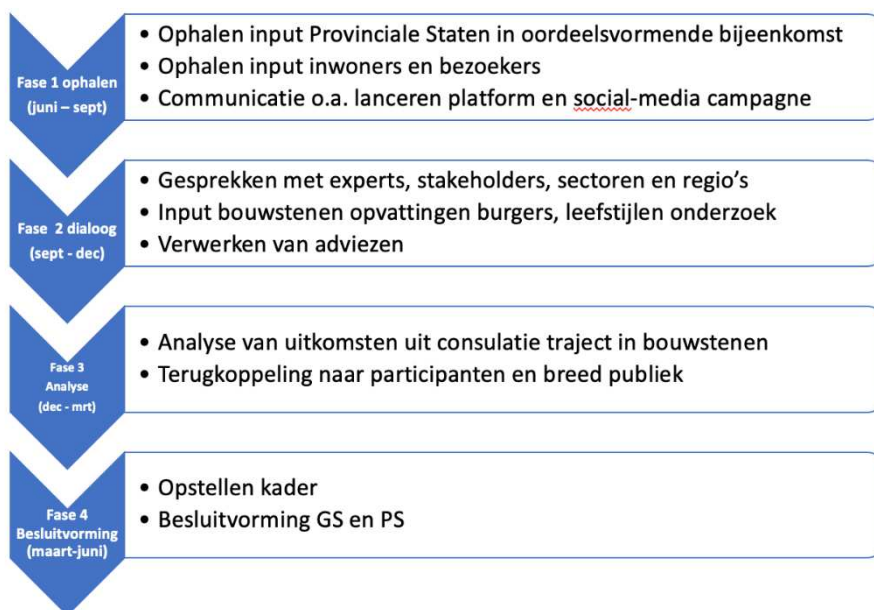 Fase 1 ophalen
(juni – sept)
• Ophalen input Provinciale Staten in oordeelsvormende bijeenkomst
• Ophalen input inwoners en bezoekers
• Communicatie o.a. lanceren platform en social-media campagne
Fase 2 dialoog
(sept - dec)
• Gesprekken met experts, stakeholders, sectoren en regio's
• Input bouwstenen opvattingen burgers, leefstijlen onderzoek
• Verwerken van adviezen
Fase 3
Analyse
(dec - mrt)
• Analyse van uitkomsten uit consulatie traject in bouwstenen
• Terugkoppeling naar participanten en breed publiek
Fase 4
Besluitvorming
(maart-juni)
• Opstellen kader
• Besluitvorming GS en PS